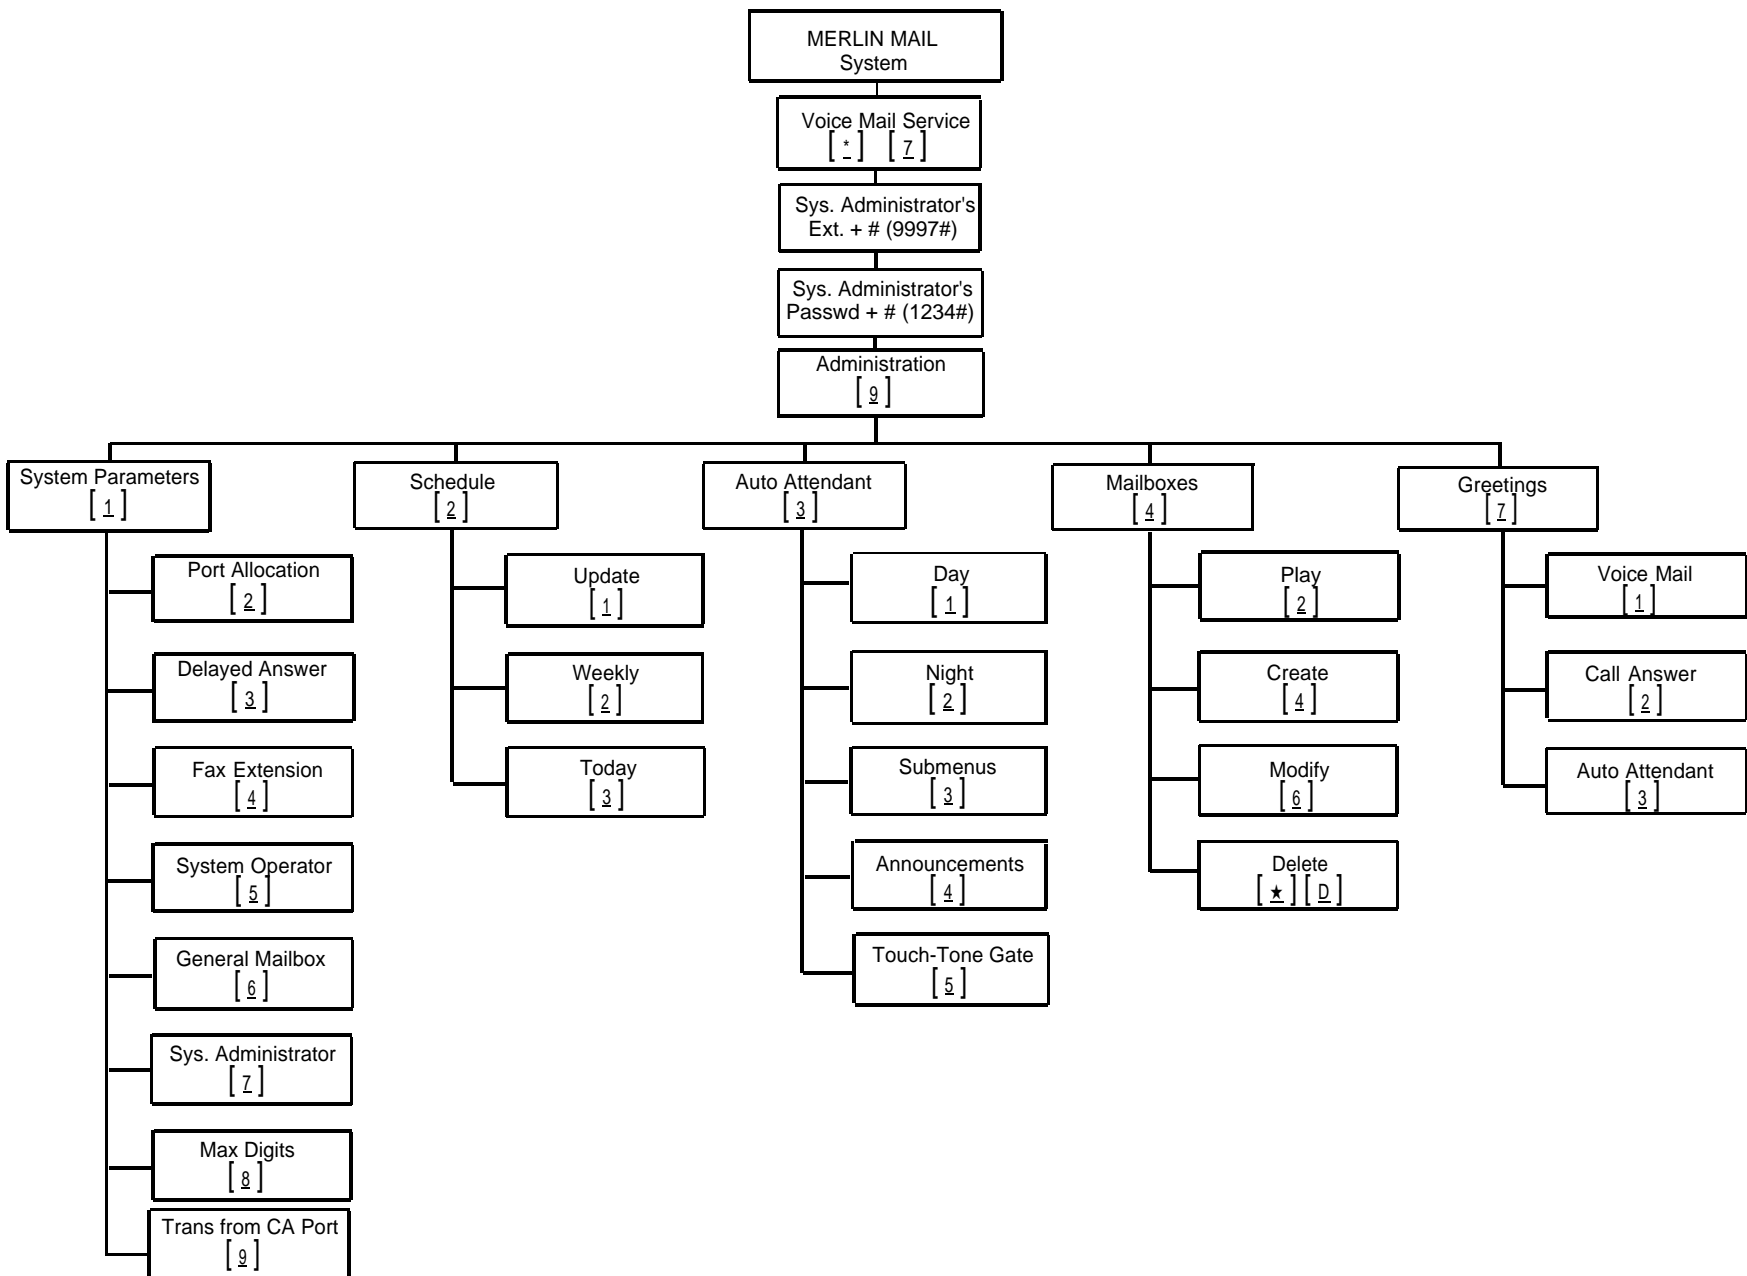 MERLIN MAIL
System
Voice Mail Service
[ * ] [ 7 ]
Sys. Administrator's
Ext. + # (9997#)
Sys. Administrator's
Passwd + # (1234#)
Administration
[ 9 ]
System Parameters
[ 1 ]
Port Allocation
[ 2 ]
Delayed Answer
[ 3 ]
Fax Extension
[ 4 ]
System Operator
[ 5 ]
General Mailbox
[ 6 ]
Sys. Administrator
[ 7 ]
Max Digits
[ 8 ]
Trans from CA Port
[ 9 ]
Schedule
[ 2 ]
Update
[ 1 ]
Weekly
[ 2 ]
Today
[ 3 ]
Auto Attendant
[ 3 ]
Day
[ 1 ]
Night
[ 2 ]
Submenus
[ 3 ]
Announcements
[ 4 ]
Touch-Tone Gate
[ 5 ]
Mailboxes
[ 4 ]
Play
[ 2 ]
Create
[ 4 ]
Modify
[ 6 ]
Delete
[ ★ ] [ D ]
Greetings
[ 7 ]
Voice Mail
[ 1 ]
Call Answer
[ 2 ]
Auto Attendant
[ 3 ]